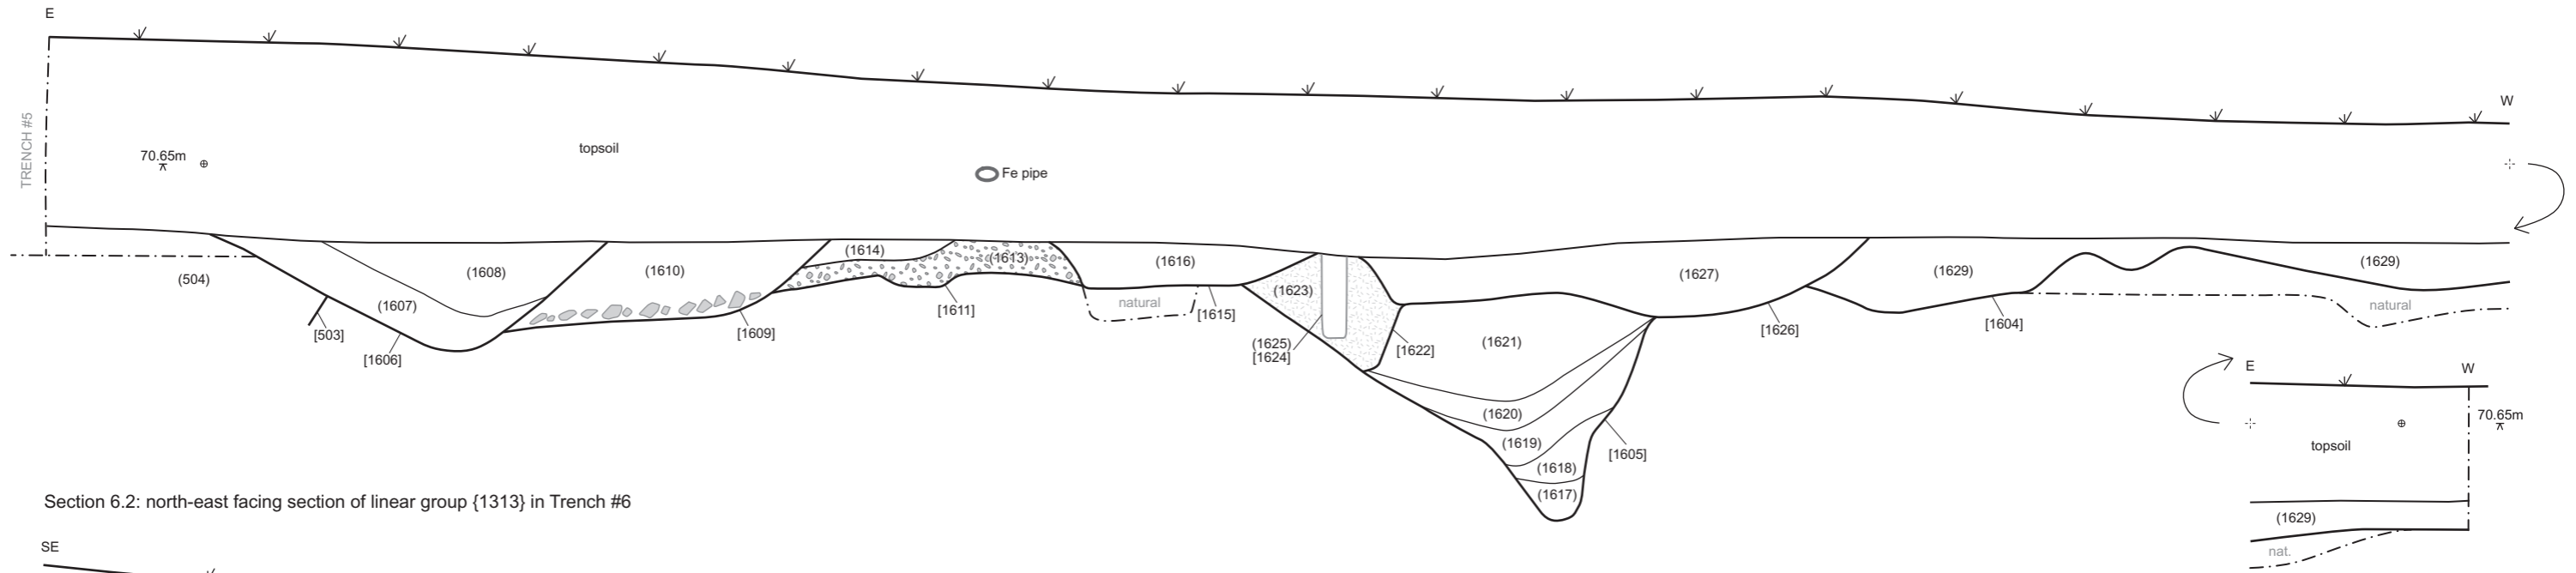 E
W
TRENCH #5
70.65m
topsoil
Fe pipe
(504)
(1608)
(1607)
[503]
[1606]
(1610)
[1609]
(1614)
(1613)
[1611]
(1616)
natural
[1615]
(1623)
(1625)
[1624]
[1622]
(1621)
(1620)
(1619)
(1618)
(1617)
[1605]
(1627)
[1626]
(1629)
[1604]
(1629)
natural
E
W
70.65m
topsoil
(1629)
nat.
Section 6.2: north-east facing section of linear group {1313} in Trench #6
SE